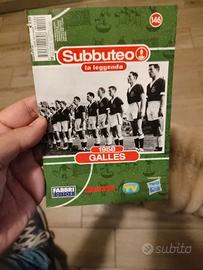 146
Subbuteo
la leggenda
1958
GALLES
FABBRI
EDITORI
TV
subito